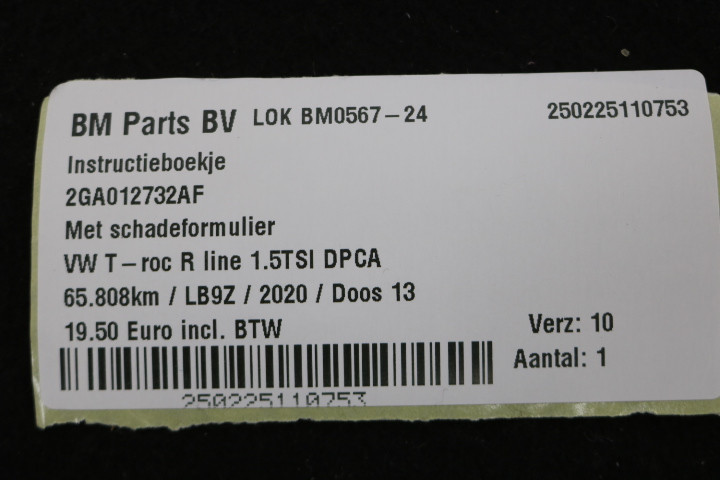 BM Parts BV LOK BM0567-24 250225110753
Instructieboekje
2GA012732AF
Met schadeformulier
VW T-roc R line 1.5TSI DPCA
65.808km / LB9Z / 2020 / Doos 13
19.50 Euro incl. BTW Verz: 10
Aantal: 1
250225110753